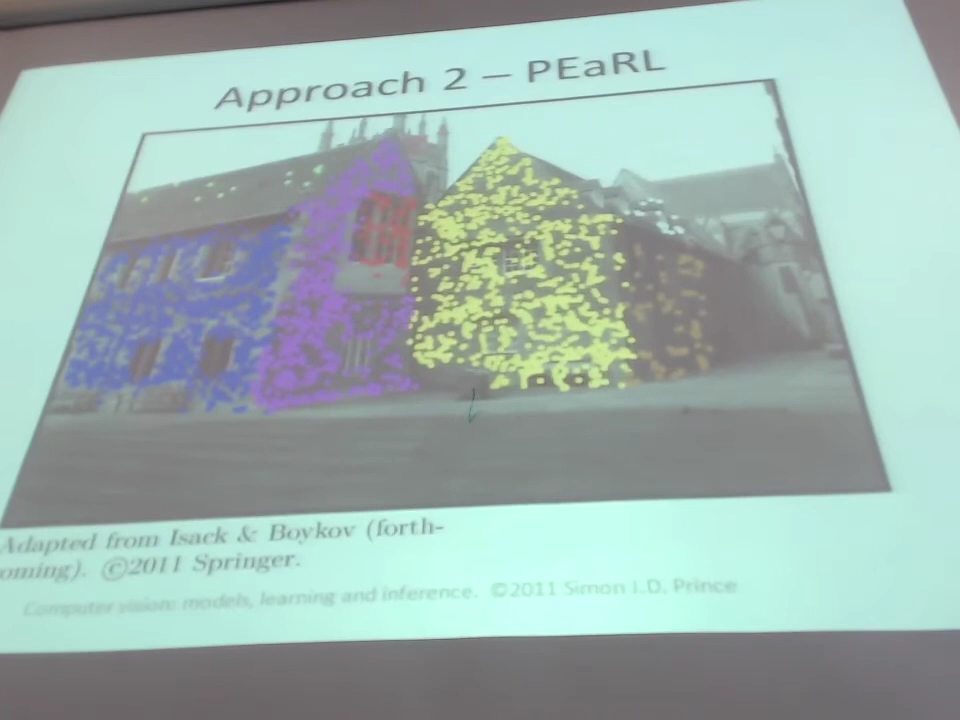 Approach 2 – PEaRL
Adapted from Isack & Boykov (forth-
oming). ©2011 Springer.
Computer vision: models, learning and inference. ©2011 Simon J.D. Prince